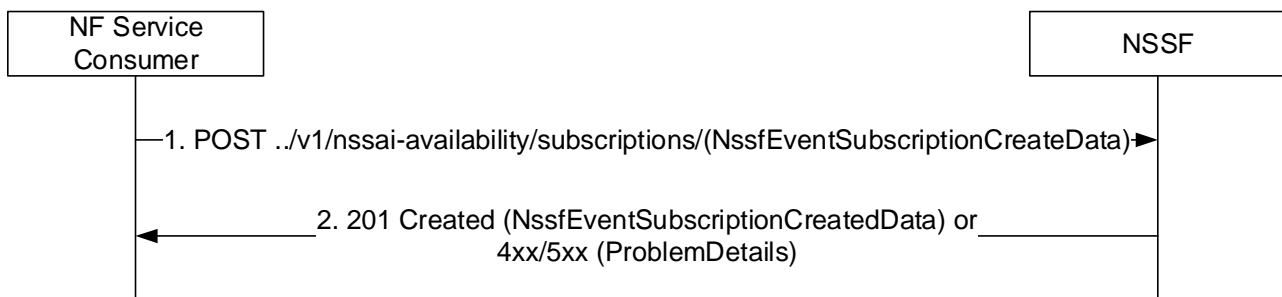 NF Service
Consumer
NSSF
1. POST ../v1/nssai-availability/subscriptions/(NssfEventSubscriptionCreateData)
2. 201 Created (NssfEventSubscriptionCreatedData) or
4xx/5xx (ProblemDetails)